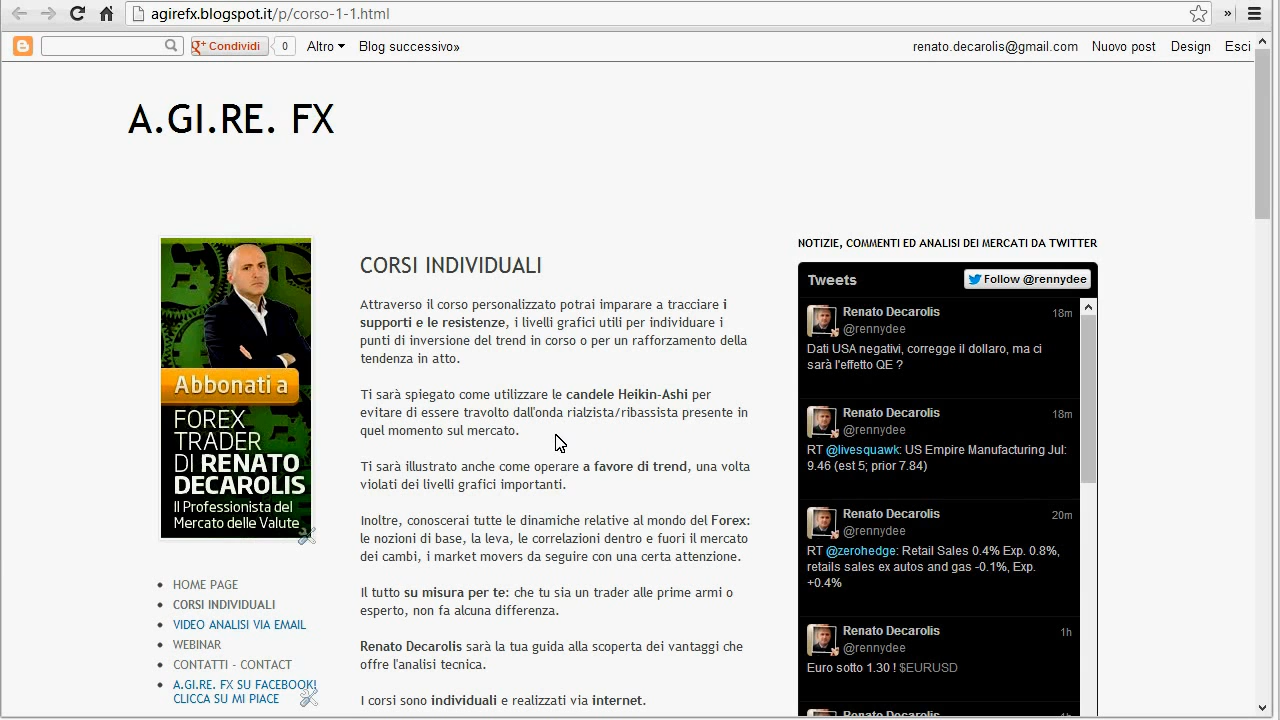 agirefx.blogspot.it/p/corso-1-1.html
»
Condividi
0
Altro
Blog successivo»
renato.decarolis@gmail.com
Nuovo post
Design
Esci
A.GI.RE. FX
Abbonati a
FOREX
TRADER
DI RENATO
DECAROLIS
Il Professionista del
Mercato delle Valute
HOME PAGE
CORSI INDIVIDUALI
VIDEO ANALISI VIA EMAIL
WEBINAR
CONTATTI - CONTACT
A.GI.RE. FX SU FACEBOOK!
CLICCA SU MI PIACE
CORSI INDIVIDUALI
Attraverso il corso personalizzato potrai imparare a tracciare i
supporti e le resistenze, i livelli grafici utili per individuare i
punti di inversione del trend in corso o per un rafforzamento della
tendenza in atto.
Ti sarà spiegato come utilizzare le candele Heikin-Ashi per
evitare di essere travolto dall'onda rialzista/ribassista presente in
quel momento sul mercato.
Ti sarà illustrato anche come operare a favore di trend, una volta
violati dei livelli grafici importanti.
Inoltre, conoscerai tutte le dinamiche relative al mondo del Forex:
le nozioni di base, la leva, le correlazioni dentro e fuori il mercato
dei cambi, i market movers da seguire con una certa attenzione.
Il tutto su misura per te: che tu sia un trader alle prime armi o
esperto, non fa alcuna differenza.
Renato Decarolis sarà la tua guida alla scoperta dei vantaggi che
offre l'analisi tecnica.
I corsi sono individuali e realizzati via internet.
NOTIZIE, COMMENTI ED ANALISI DEI MERCATI DA TWITTER
Tweets
Follow @rennydee
Renato Decarolis 18m
@rennydee
Dati USA negativi, corregge il dollaro, ma ci
sarà l'effetto QE ?
Renato Decarolis 18m
@rennydee
RT @livesquawk: US Empire Manufacturing Jul:
9.46 (est 5; prior 7.84)
Renato Decarolis 20m
@rennydee
RT @zerohedge: Retail Sales 0.4% Exp. 0.8%,
retails sales ex autos and gas -0.1%, Exp.
+0.4%
Renato Decarolis 1h
@rennydee
Euro sotto 1.30 ! $EURUSD
Renato Decarolis